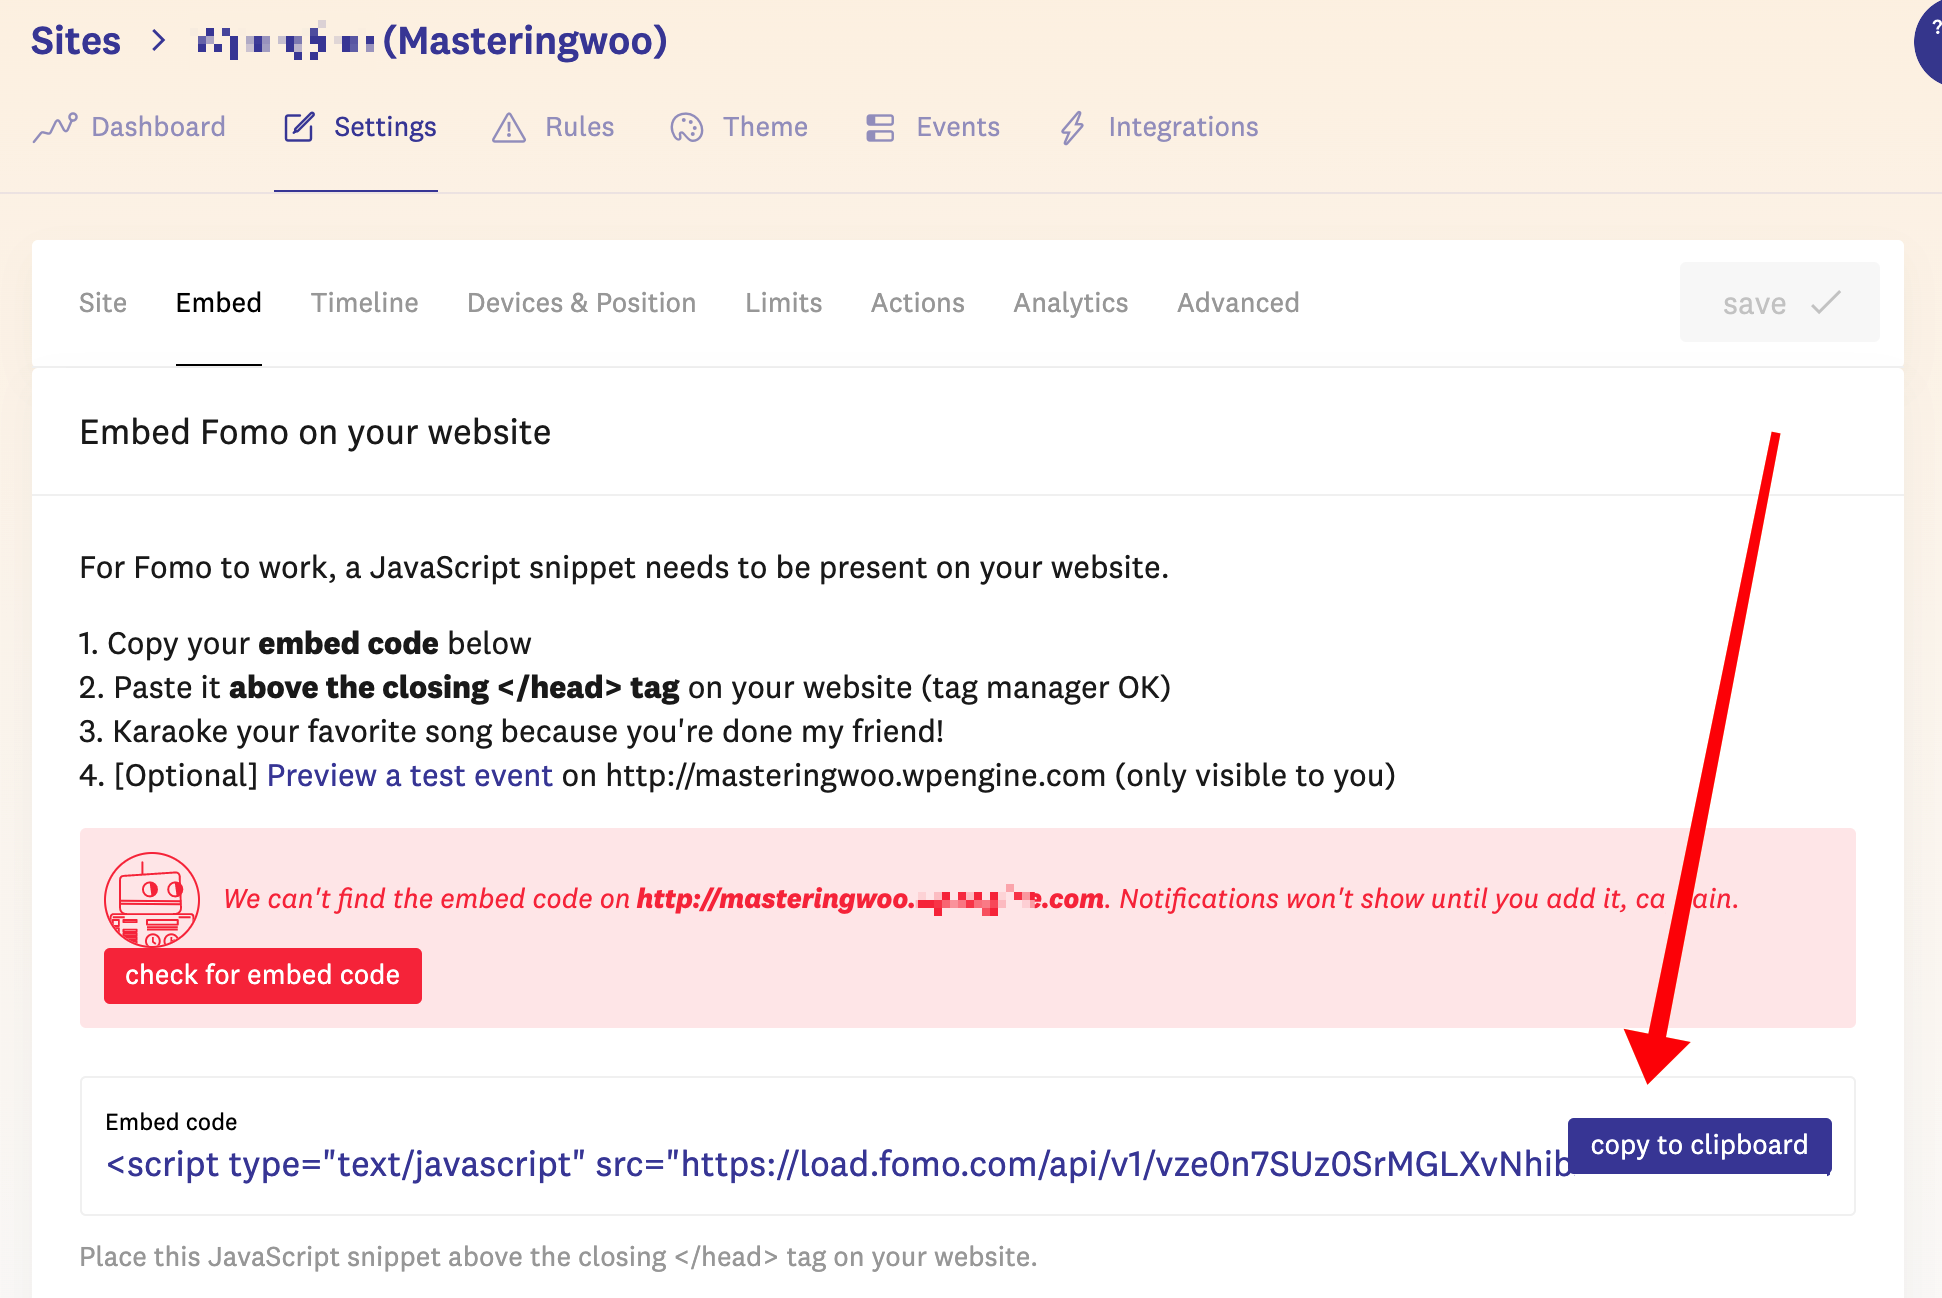 Sites > (Masteringwoo)
?
Dashboard Settings Rules Theme Events Integrations
Site Embed Timeline Devices & Position Limits Actions Analytics Advanced save
Embed Fomo on your website
For Fomo to work, a JavaScript snippet needs to be present on your website.
1. Copy your embed code below
2. Paste it above the closing </head> tag on your website (tag manager OK)
3. Karaoke your favorite song because you're done my friend!
4. [Optional] Preview a test event on http://masteringwoo.wpengine.com (only visible to you)
We can't find the embed code on http://masteringwoo. e.com. Notifications won't show until you add it, ca ain.
check for embed code
Embed code
<script type="text/javascript" src="https://load.fomo.com/api/v1/vze0n7SUz0SrMGLXvNhib
copy to clipboard
Place this JavaScript snippet above the closing </head> tag on your website.